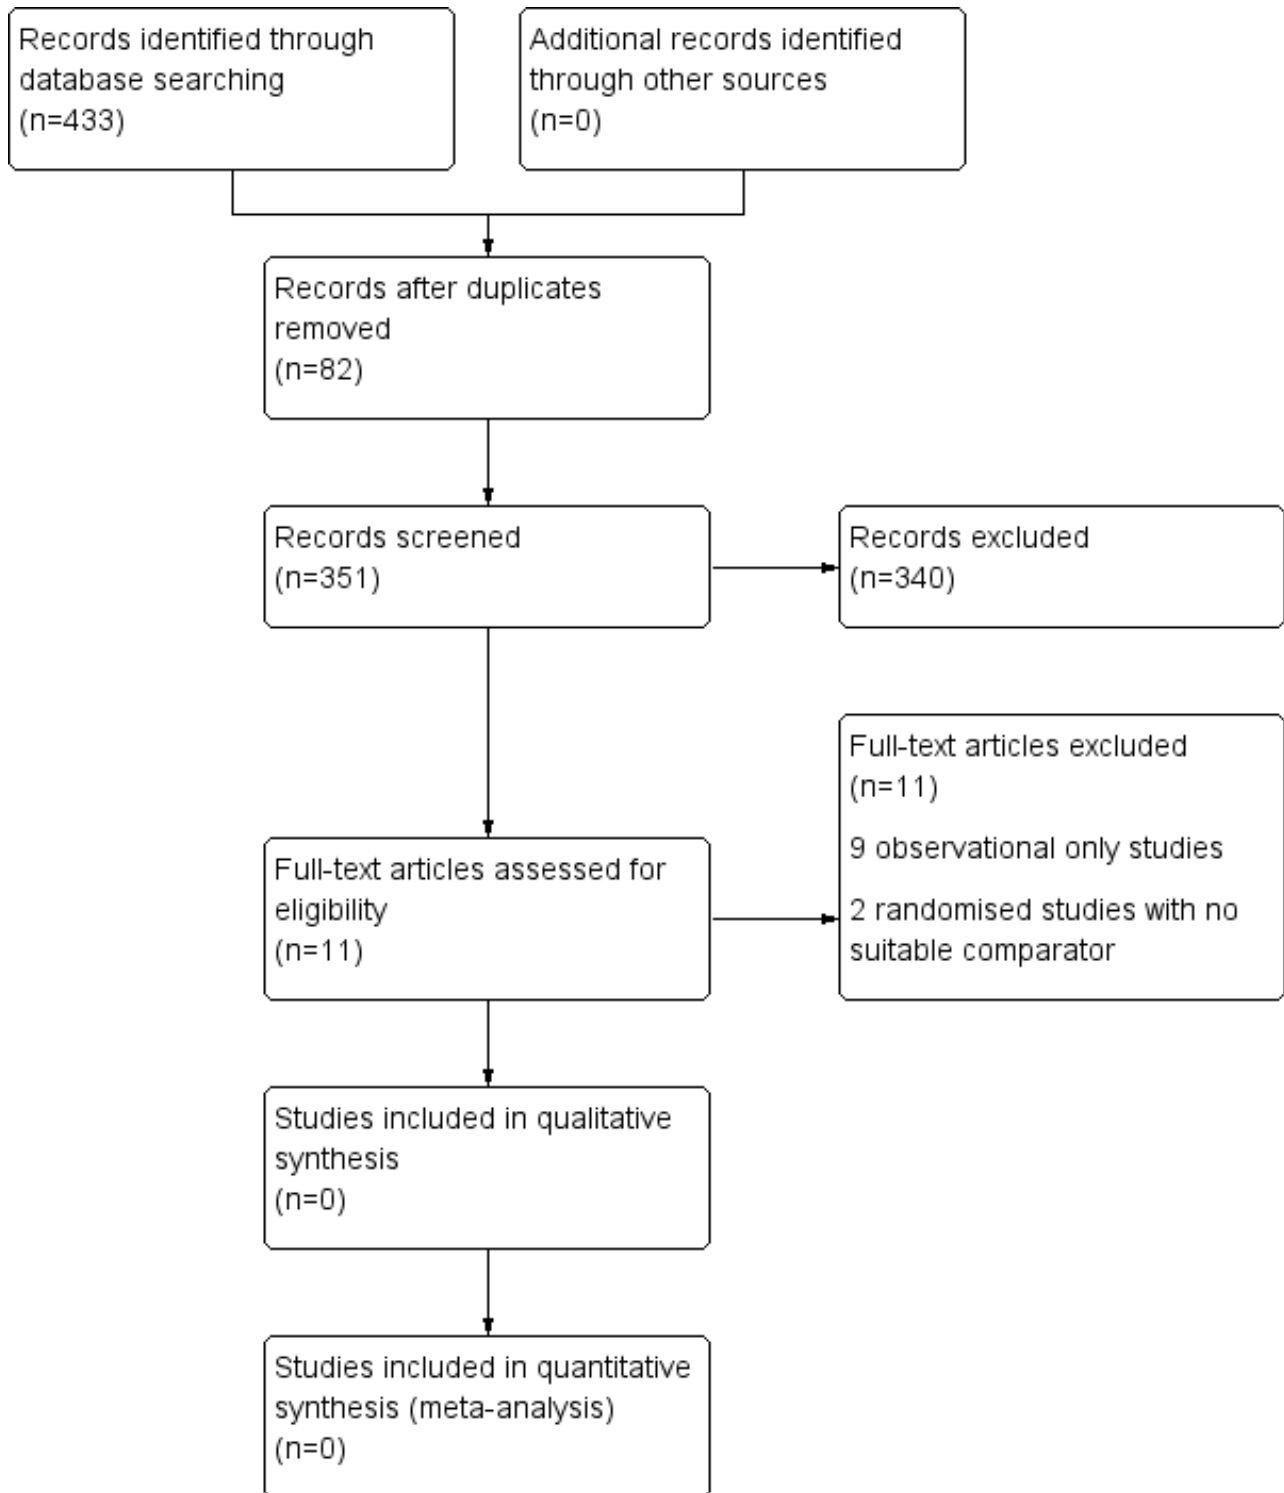 Records identified through
database searching
(n=433)
Additional records identified
through other sources
(n=0)
Records after duplicates
removed
(n=82)
Records screened
(n=351)
Records excluded
(n=340)
Full-text articles assessed for
eligibility
(n=11)
Full-text articles excluded
(n=11)
9 observational only studies
2 randomised studies with no
suitable comparator
Studies included in qualitative
synthesis
(n=0)
Studies included in quantitative
synthesis (meta-analysis)
(n=0)